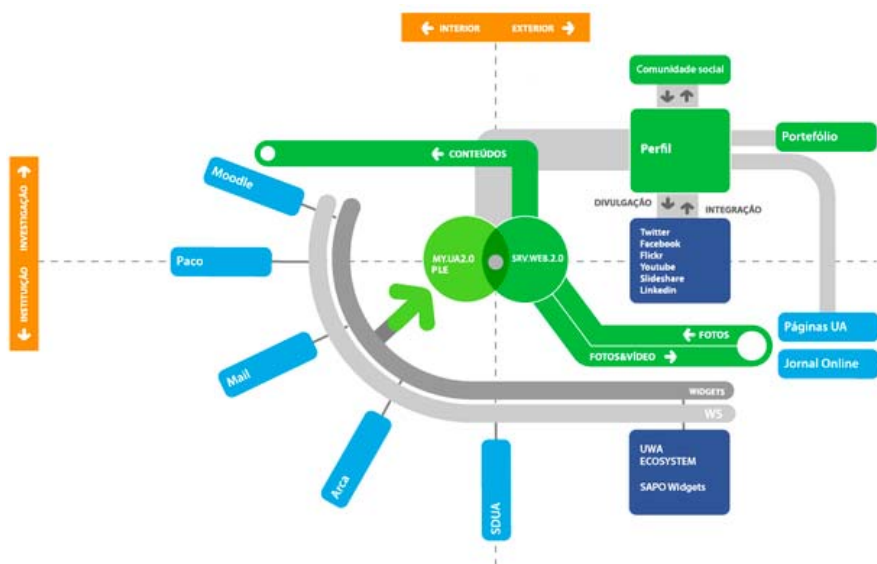 INTERIOR EXTERIOR
Comunidade social
Perfil
Portefólio
CONTEÚDOS
Moodle
INSTITUIÇÃO INVESTIGAÇÃO
DIVULGAÇÃO
INTEGRAÇÃO
Twitter
Facebook
Flickr
Youtube
Slideshare
Linkedin
Paco
MY.UA2.0
PLE
SRV.WEB.2.0
Páginas UA
FOTOS
FOTOS&VÍDEO
Jornal Online
Mail
WIDGETS
WS
Arca
SDUA
UWA
ECOSYSTEM
SAPO Widgets